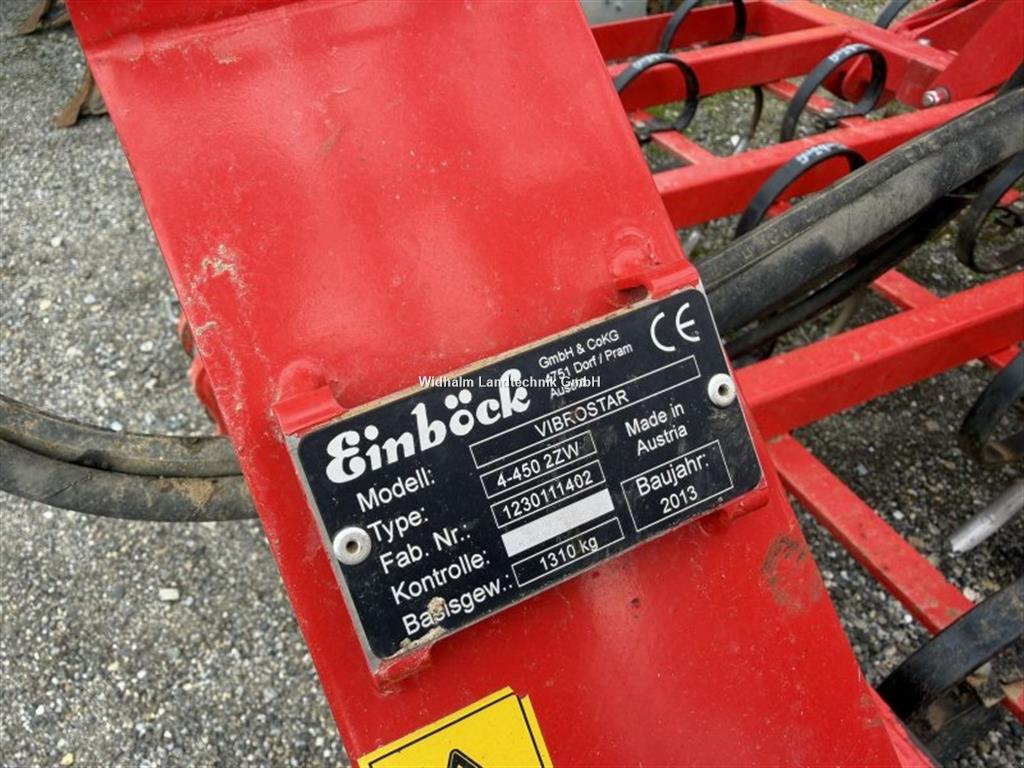 Einböck
GmbH & CoKG
4751 Dorf / Pram
Widhalm Landtechnik GmbH
CE
Modell: VIBROSTAR
Type: 4-450 2ZW
Fab. Nr.: 1230111402
Kontrolle:
Basisgew.: 1310 kg
Made in
Austria
Baujahr:
2013